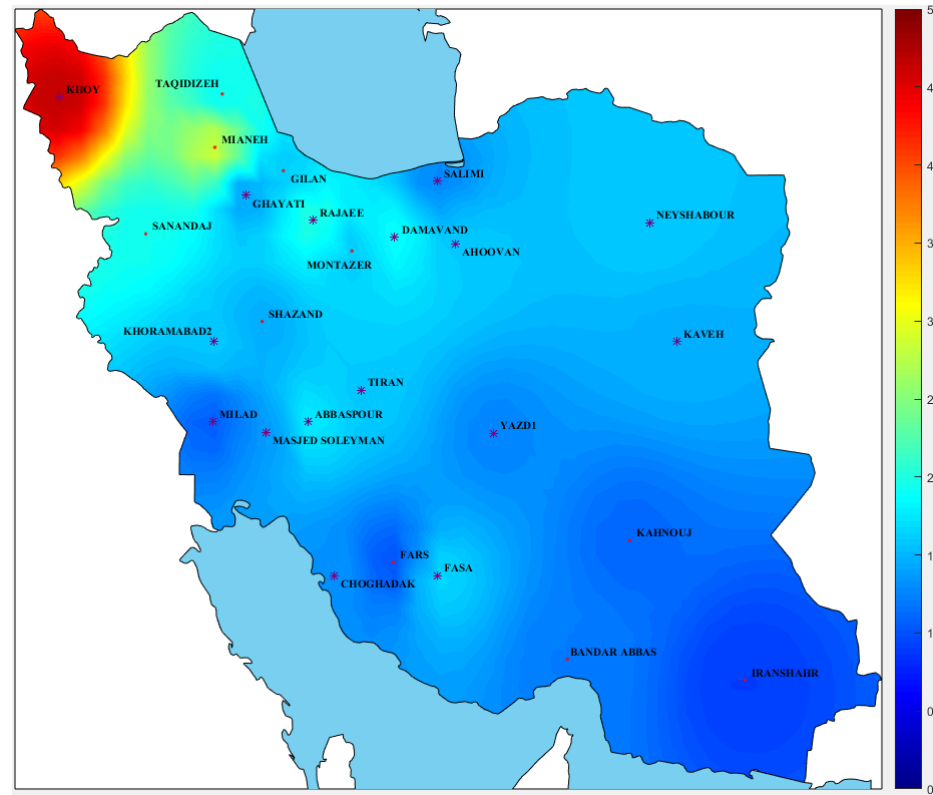 5
KHOY
TAQIDIZEH
4
MIANEH
4
SALIMI
GILAN
GHAYATI
RAJAEE
NEYSHABOUR
SANANDAJ
DAMAVAND
3
AHOOVAN
MONTAZER
SHAZAND
3
KHORAMABAD2
KAVEH
TIRAN
2
MILAD
ABBASPOUR
YAZD1
MASJED SOLEYMAN
2
1
KAHNOUJ
FARS
FASA
CHOGHADAK
1
BANDAR ABBAS
IRANSHAHR
0
0